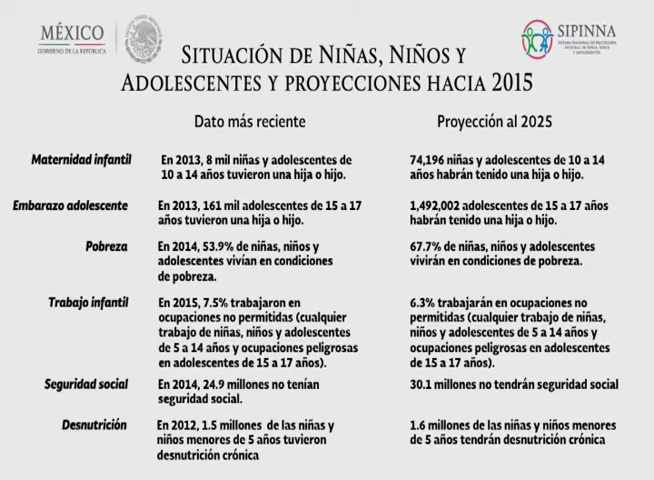 MÉXICO
GOBIERNO DE LA REPÚBLICA
SIPINNA
SISTEMA NACIONAL DE PROTECCIÓN
INTEGRAL DE NIÑAS, NIÑOS
Y ADOLESCENTES
SITUACIÓN DE NIÑAS, NIÑOS Y
ADOLESCENTES Y PROYECCIONES HACIA 2015
Dato más reciente
Proyección al 2025
Maternidad infantil
En 2013, 8 mil niñas y adolescentes de
10 a 14 años tuvieron una hija o hijo.
74,196 niñas y adolescentes de 10 a 14
años habrán tenido una hija o hijo.
Embarazo adolescente
En 2013, 161 mil adolescentes de 15 a 17
años tuvieron una hija o hijo.
1,492,002 adolescentes de 15 a 17 años
habrán tenido una hija o hijo.
Pobreza
En 2014, 53.9% de niñas, niños y
adolescentes vivían en condiciones
de pobreza.
67.7% de niñas, niños y adolescentes
vivirán en condiciones de pobreza.
Trabajo infantil
En 2015, 7.5% trabajaron en
ocupaciones no permitidas (cualquier
trabajo de niñas, niños y adolescentes
de 5 a 14 años y ocupaciones peligrosas
en adolescentes de 15 a 17 años).
6.3% trabajarán en ocupaciones no
permitidas (cualquier trabajo de niñas,
niños y adolescentes de 5 a 14 años y
ocupaciones peligrosas en adolescentes
de 15 a 17 años).
Seguridad social
En 2014, 24.9 millones no tenían
seguridad social.
30.1 millones no tendrán seguridad social
Desnutrición
En 2012, 1.5 millones de las niñas y
niños menores de 5 años tuvieron
desnutrición crónica
1.6 millones de las niñas y niños menores
de 5 años tendrán desnutrición crónica